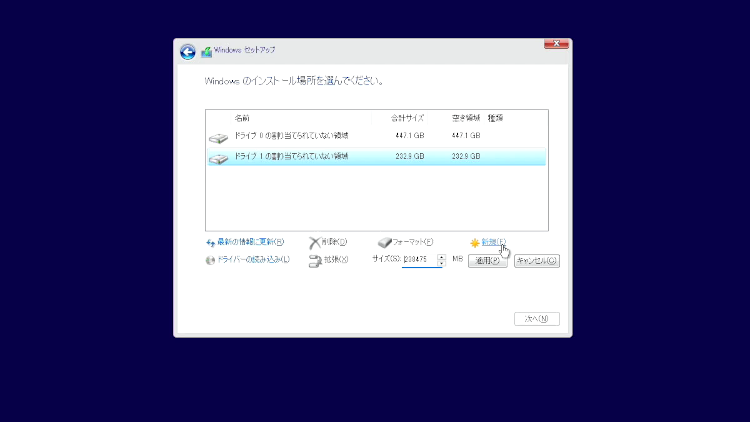 Windows セットアップ
Windows のインストール場所を選んでください。
名前 合計サイズ 空き領域 種類
ドライブ 0 の割り当てられていない領域 447.1 GB 447.1 GB
ドライブ 1 の割り当てられていない領域 232.9 GB 232.9 GB
最新の情報に更新(R) 削除(D) フォーマット(F) 新規(E)
ドライバーの読み込み(L) 拡張(X) サイズ(S): 238475 MB 適用(P) キャンセル(C)
次へ(N)